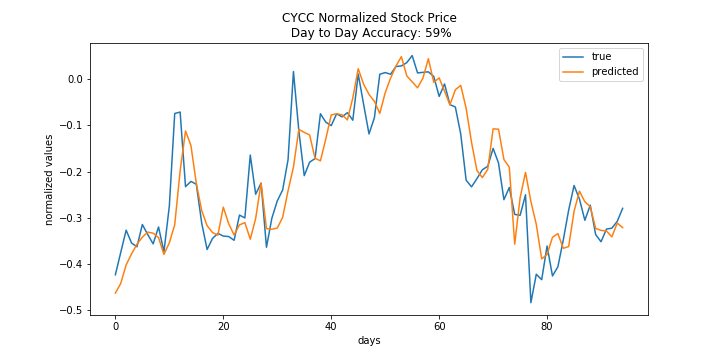 CYCC Normalized Stock Price
Day to Day Accuracy: 59%
true
predicted
normalized values
0.0
−0.1
−0.2
−0.3
−0.4
−0.5
0
20
40
60
80
days